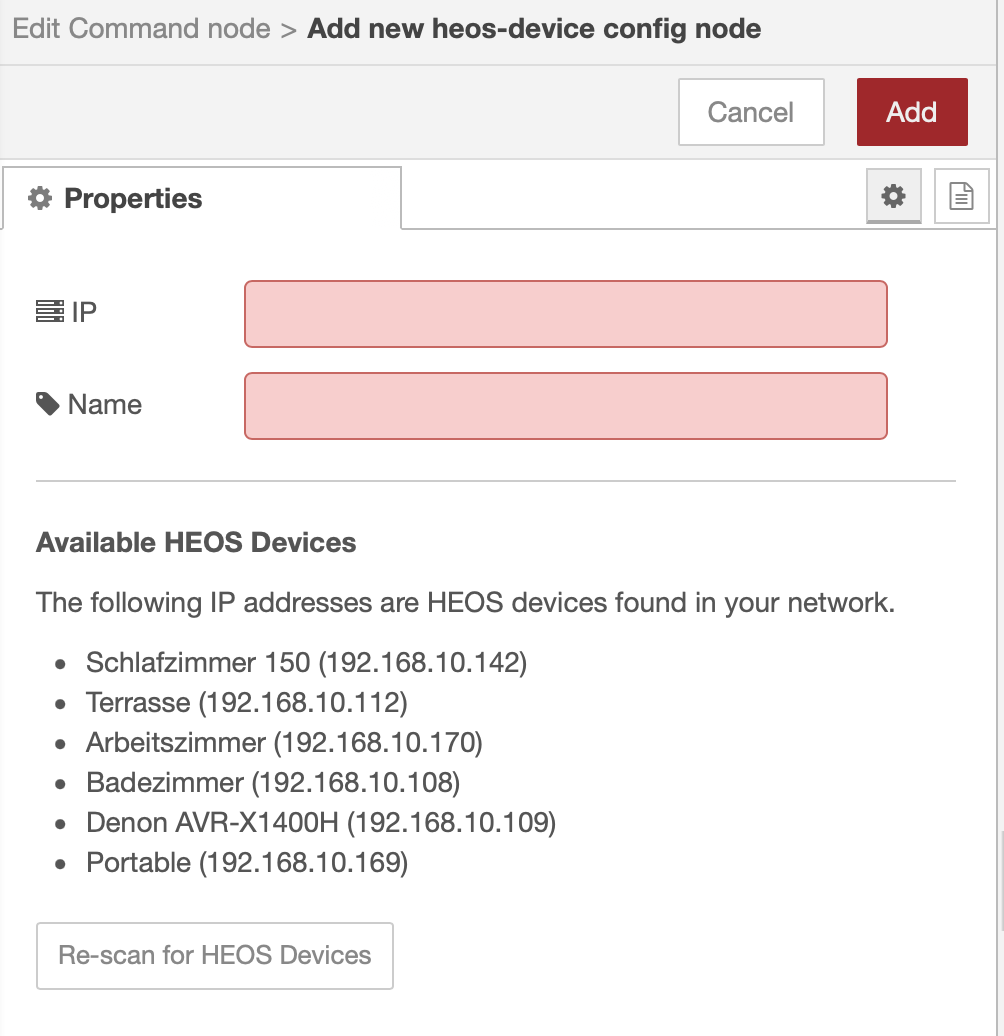 Edit Command node > Add new heos-device config node
Cancel
Add
Properties
IP
Name
Available HEOS Devices
The following IP addresses are HEOS devices found in your network.
Schlafzimmer 150 (192.168.10.142)
Terrasse (192.168.10.112)
Arbeitszimmer (192.168.10.170)
Badezimmer (192.168.10.108)
Denon AVR-X1400H (192.168.10.109)
Portable (192.168.10.169)
Re-scan for HEOS Devices